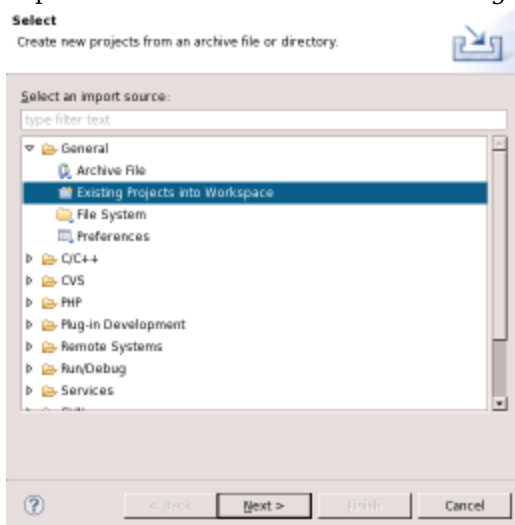 Select
Create new projects from an archive file or directory.
Select an import source:
type filter text
General
Archive File
Existing Projects into Workspace
File System
Preferences
C/C++
CVS
PHP
Plug-in Development
Remote Systems
Run/Debug
Services
< Back
Next >
Finish
Cancel